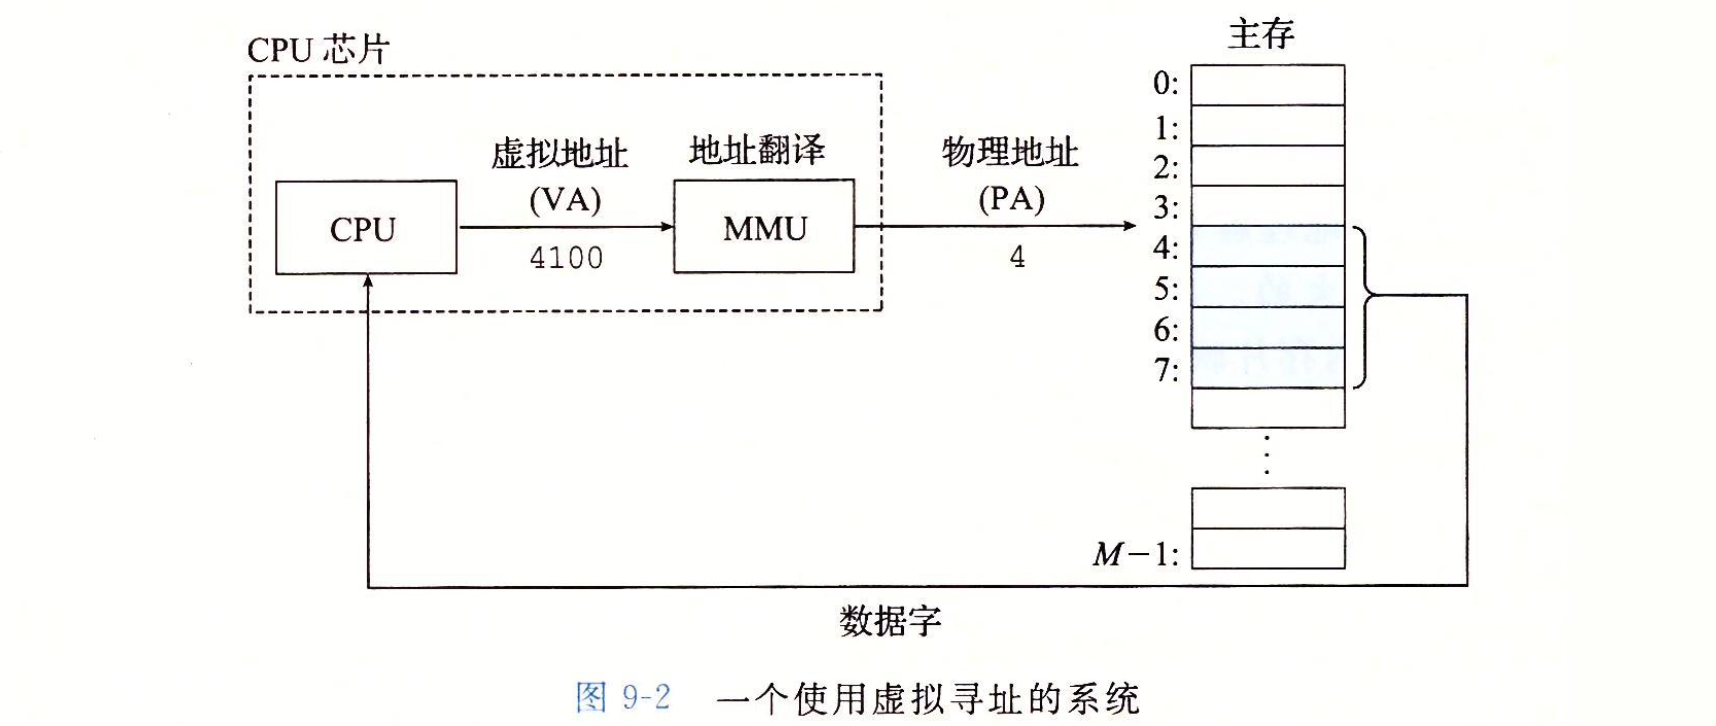 主存
CPU 芯片
0:
1:
虚拟地址
地址翻译
物理地址
2:
(VA)
(PA)
3:
CPU
MMU
4100
4
4:
5:
6:
7:
⋮
M−1:
数据字
图 9-2 一个使用虚拟寻址的系统